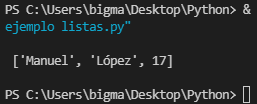 PS C:\Users\bigma\Desktop\Python> &
ejemplo listas.py"
['Manuel', 'López', 17]
PS C:\Users\bigma\Desktop\Python>